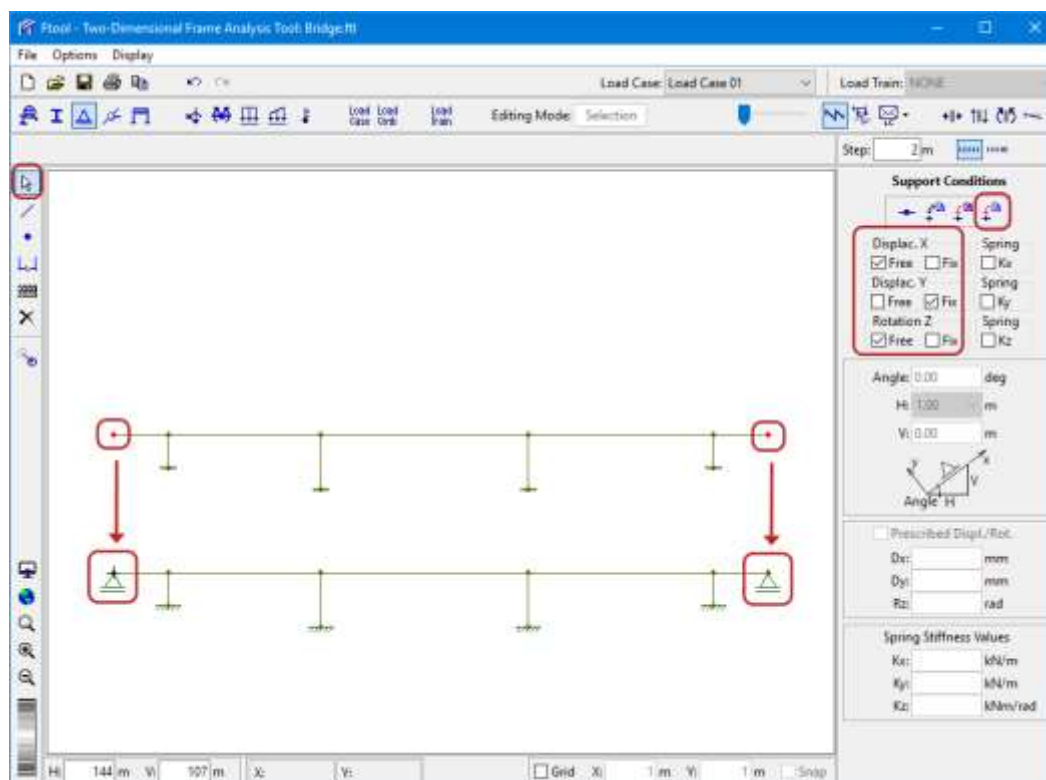 Ftool - Two-Dimensional Frame Analysis Tool: Bridge.ftl
File Options Display
Load Case: Load Case 01 Load Train: NONE
Load Case Load Comb Load Train Editing Mode: Selection
Step: 2 m
Support Conditions
Displac. X Spring
Free Fix Kx
Displac. Y Spring
Free Fix Ky
Rotation Z Spring
Free Fix Kz
Angle: 0.00 deg
H: 1.00 m
V: 0.00 m
y x
V
Angle H
Prescribed Displ./Rot.
Dx: mm
Dy: mm
Rz: rad
Spring Stiffness Values
Kx: kN/m
Ky: kN/m
Kz: kNm/rad
H: 144 m V: 107 m X: Y: Grid X: 1 m Y: 1 m Snap